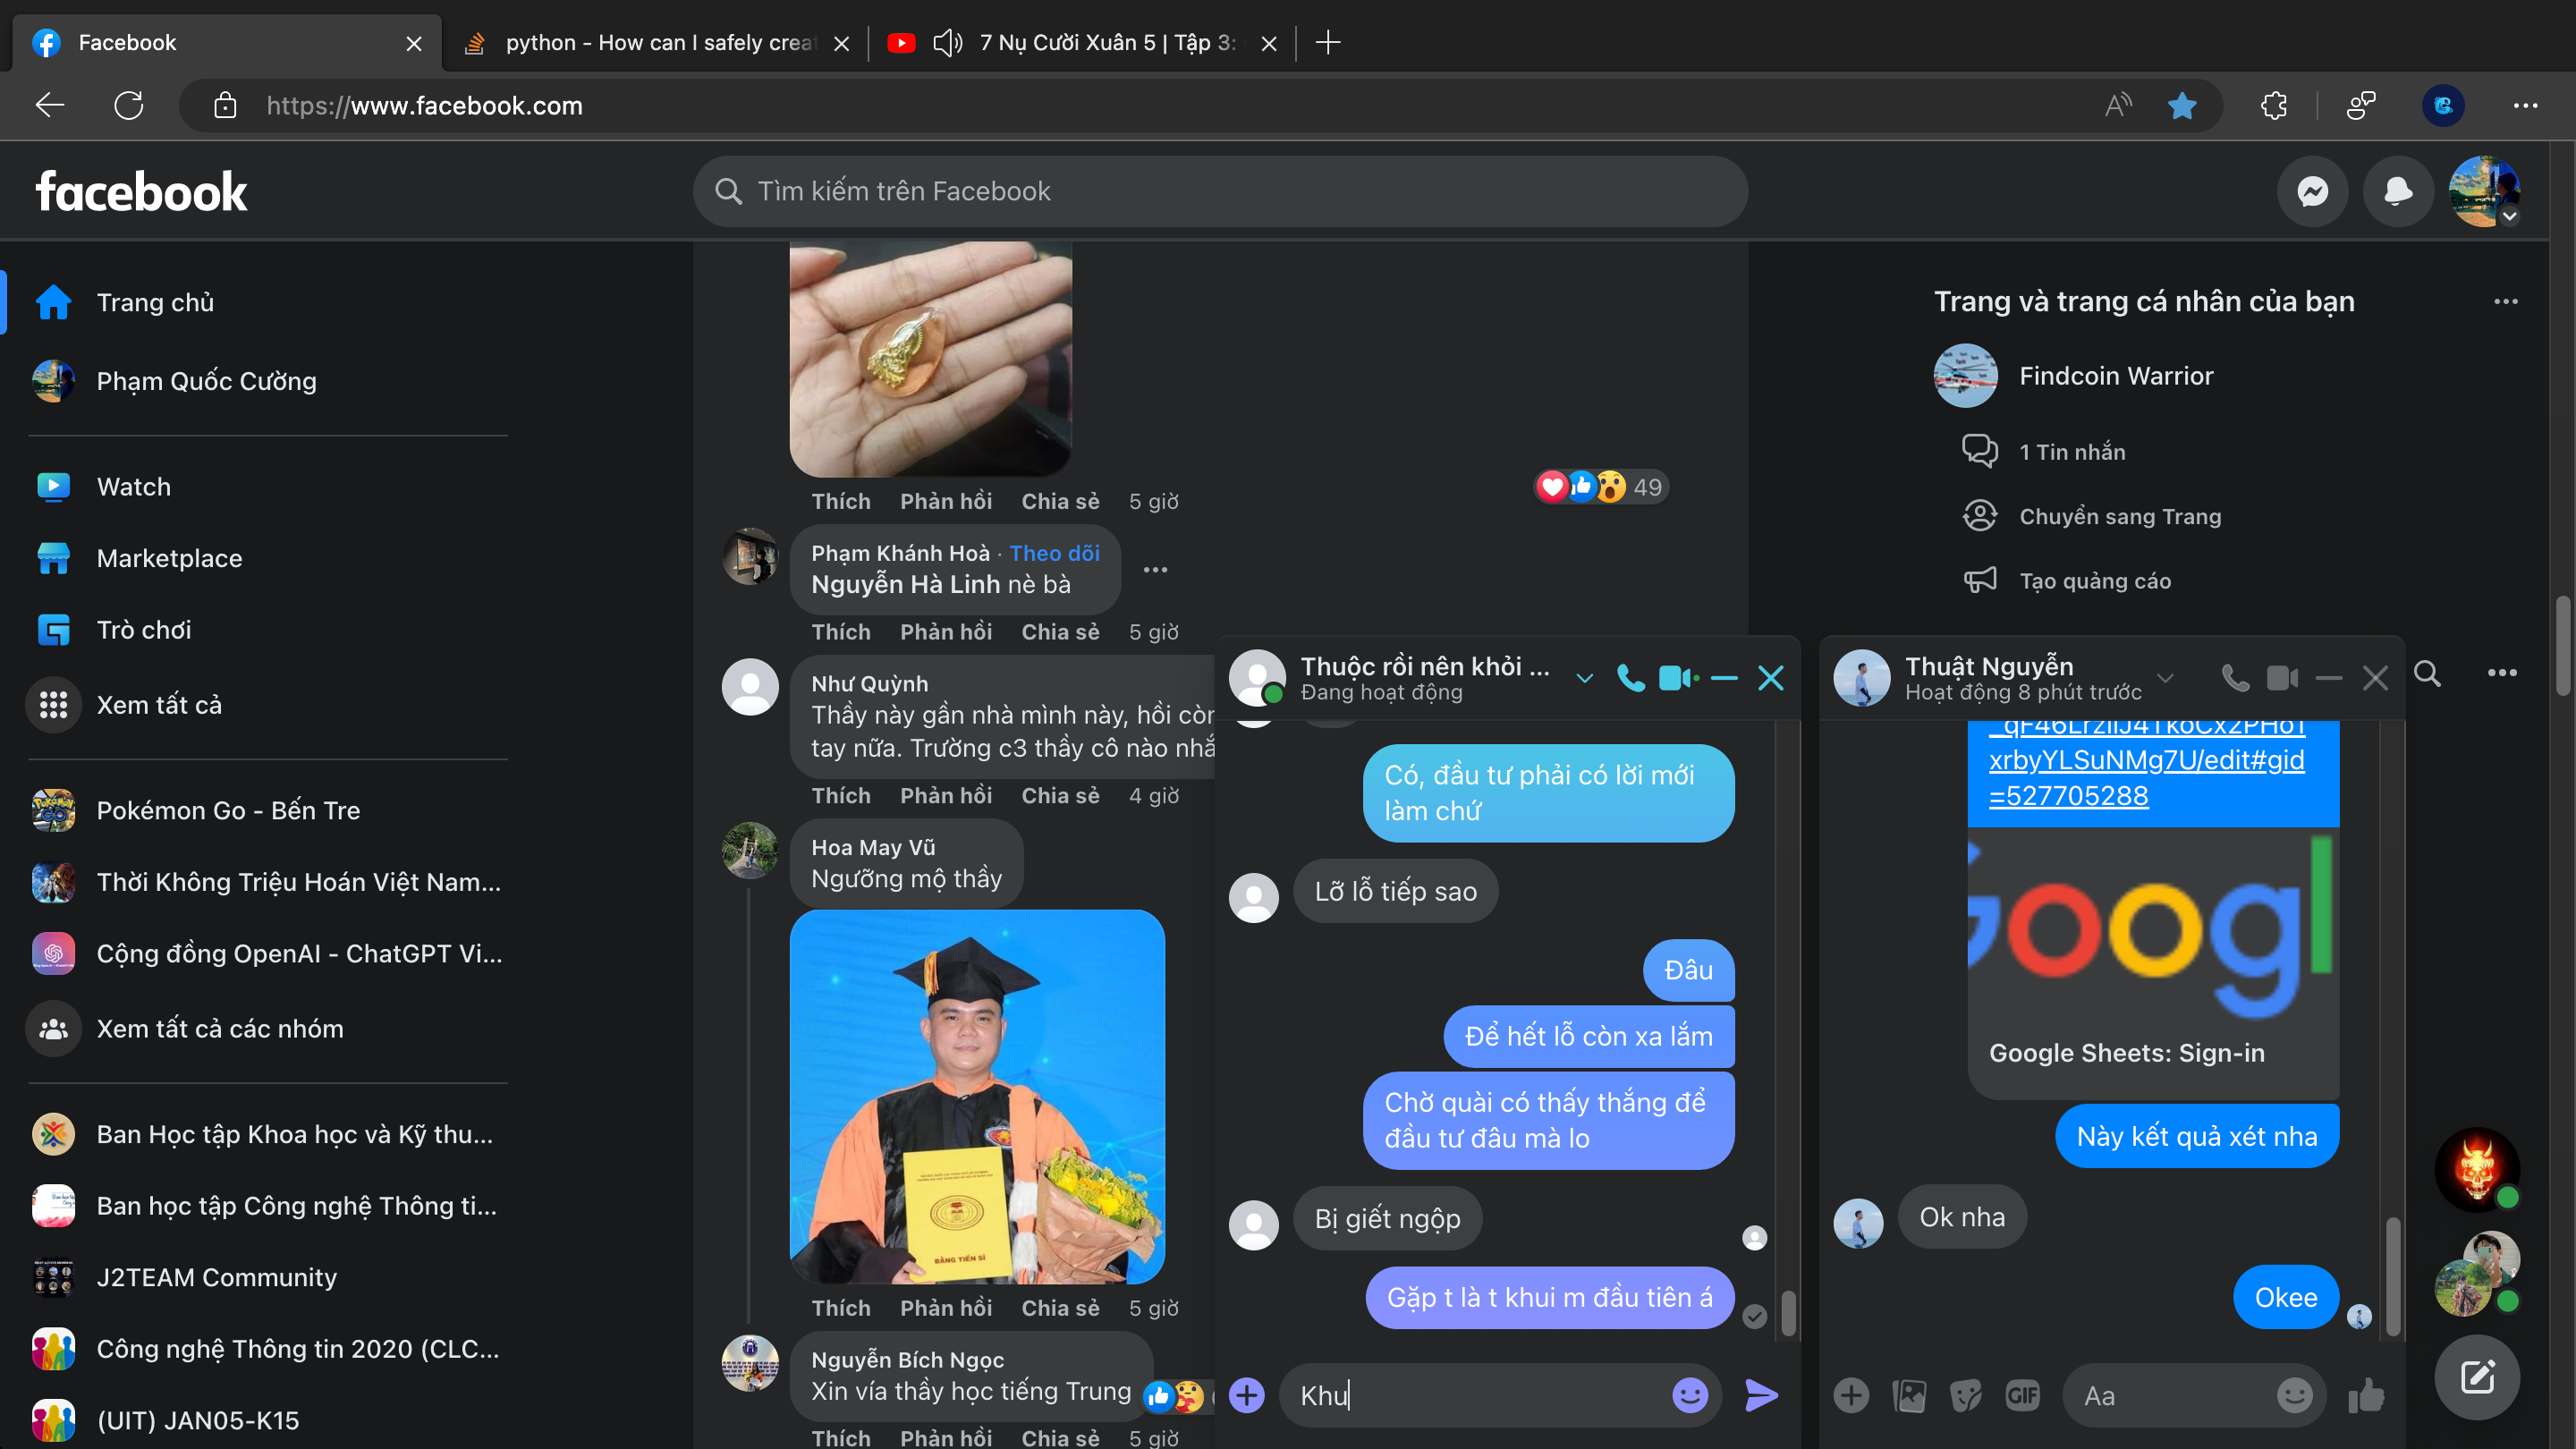 Facebook
python - How can I safely creat
7 Nụ Cười Xuân 5 | Tập 3:
https://www.facebook.com
facebook
Tìm kiếm trên Facebook
Trang chủ
Phạm Quốc Cường
Watch
Marketplace
Trò chơi
Xem tất cả
Pokémon Go - Bến Tre
Thời Không Triệu Hoán Việt Nam...
Cộng đồng OpenAI - ChatGPT Vi...
Xem tất cả các nhóm
Ban Học tập Khoa học và Kỹ thu...
Ban học tập Công nghệ Thông ti...
J2TEAM Community
Công nghệ Thông tin 2020 (CLC...
(UIT) JAN05-K15
Thích Phản hồi Chia sẻ 5 giờ
49
Phạm Khánh Hoà · Theo dõi
Nguyễn Hà Linh nè bà
Thích Phản hồi Chia sẻ 5 giờ
Như Quỳnh
Thầy này gần nhà mình này, hồi còn
tay nữa. Trường c3 thầy cô nào nhắ
Thích Phản hồi Chia sẻ 4 giờ
Hoa May Vũ
Ngưỡng mộ thầy
BẰNG TIẾN SĨ
Thích Phản hồi Chia sẻ 5 giờ
Nguyễn Bích Ngọc
Xin vía thầy học tiếng Trung
Thích Phản hồi Chia sẻ 5 giờ
Trang và trang cá nhân của bạn
Findcoin Warrior
1 Tin nhắn
Chuyển sang Trang
Tạo quảng cáo
Thuộc rồi nên khỏi ...
Đang hoạt động
Có, đầu tư phải có lời mới
làm chứ
Lỡ lỗ tiếp sao
Đâu
Để hết lỗ còn xa lắm
Chờ quài có thấy thắng để
đầu tư đâu mà lo
Bị giết ngộp
Gặp t là t khui m đầu tiên á
Khu
Thuật Nguyễn
Hoạt động 8 phút trước
xrbyYLSuNMg7U/edit#gid
=527705288
Googl
Google Sheets: Sign-in
Này kết quả xét nha
Ok nha
Okee
GIF
Aa